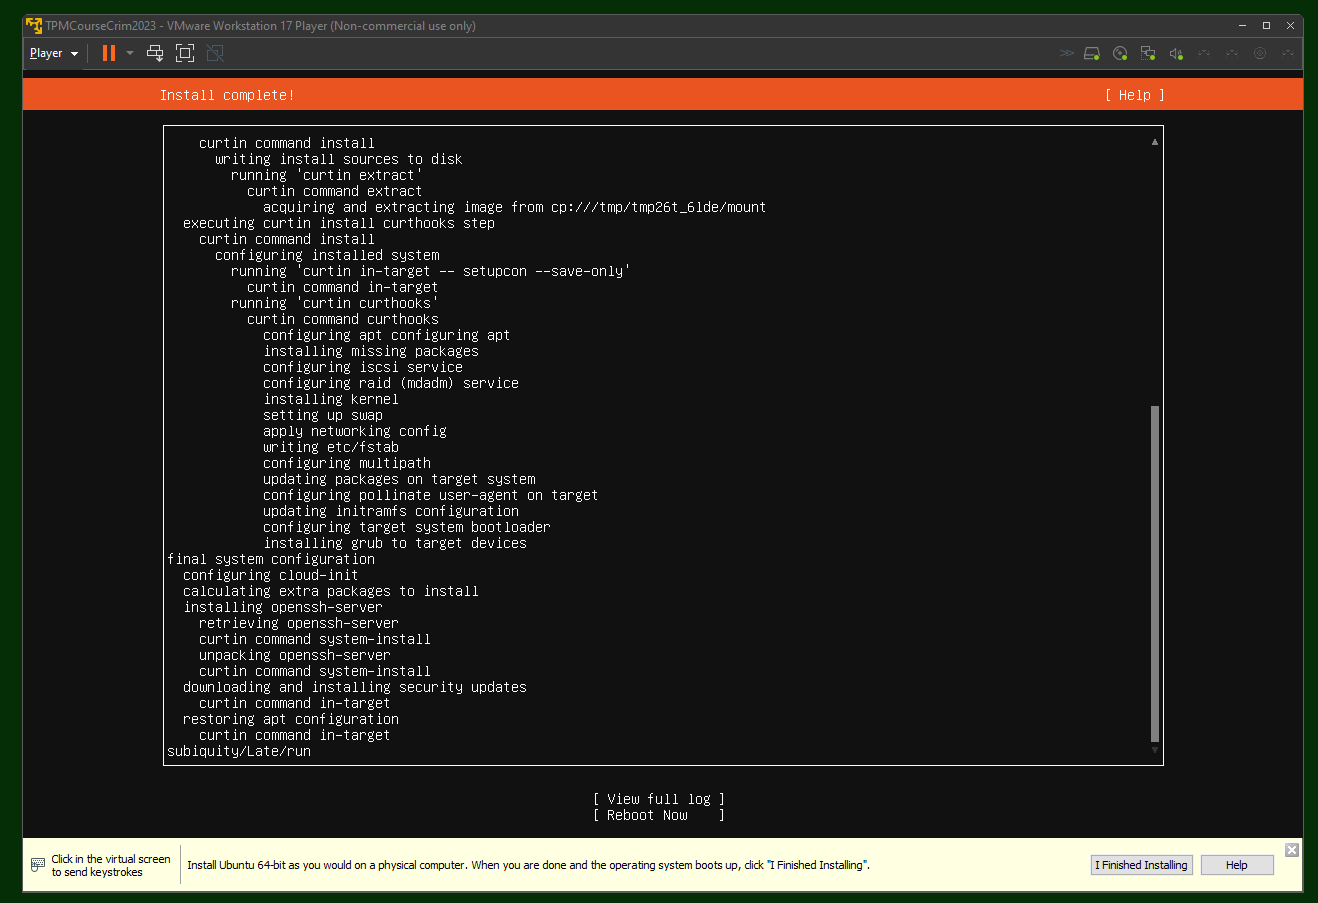 TPMCourseCrim2023 - VMware Workstation 17 Player (Non-commercial use only)
Player
Install complete!
[ Help ]
curtin command install
writing install sources to disk
running 'curtin extract'
curtin command extract
acquiring and extracting image from cp:///tmp/tmp26t_6lde/mount
executing curtin install curthooks step
curtin command install
configuring installed system
running 'curtin in-target -- setupcon --save-only'
curtin command in-target
running 'curtin curthooks'
curtin command curthooks
configuring apt configuring apt
installing missing packages
configuring iscsi service
configuring raid (mdadm) service
installing kernel
setting up swap
apply networking config
writing etc/fstab
configuring multipath
updating packages on target system
configuring pollinate user-agent on target
updating initramfs configuration
configuring target system bootloader
installing grub to target devices
final system configuration
configuring cloud-init
calculating extra packages to install
installing openssh-server
retrieving openssh-server
curtin command system-install
unpacking openssh-server
curtin command system-install
downloading and installing security updates
curtin command in-target
restoring apt configuration
curtin command in-target
subiquity/Late/run
[ View full log ]
[ Reboot Now ]
Click in the virtual screen
to send keystrokes
Install Ubuntu 64-bit as you would on a physical computer. When you are done and the operating system boots up, click "I Finished Installing".
I Finished Installing
Help